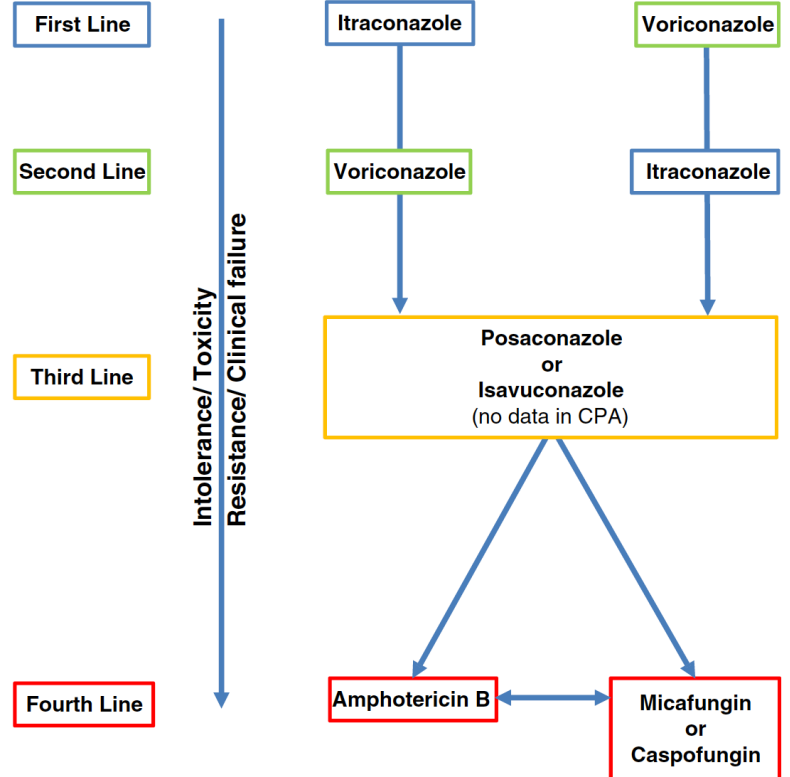 First Line
Itraconazole
Voriconazole
Second Line
Voriconazole
Itraconazole
Intolerance/ Toxicity
Resistance/ Clinical failure
Third Line
Posaconazole
or
Isavuconazole
(no data in CPA)
Fourth Line
Amphotericin B
Micafungin
or
Caspofungin